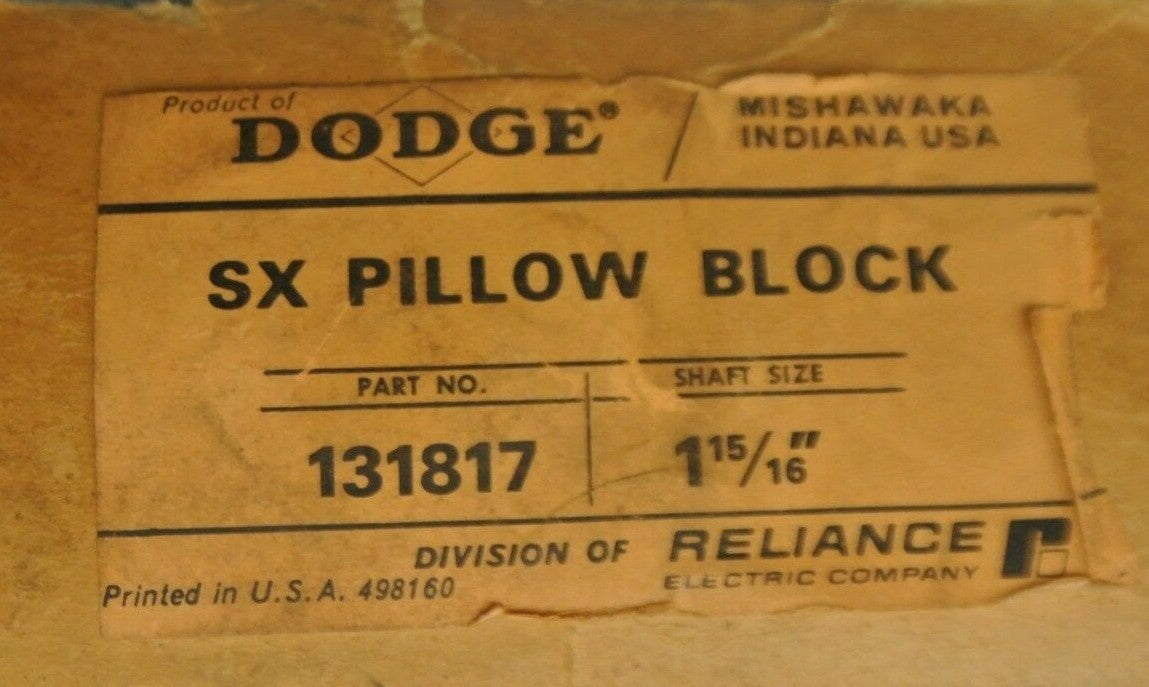 Product of
DODGE® / MISHAWAKA
INDIANA USA
SX PILLOW BLOCK
PART NO. SHAFT SIZE
131817 1 15/16"
DIVISION OF RELIANCE
ELECTRIC COMPANY
Printed in U.S.A. 498160